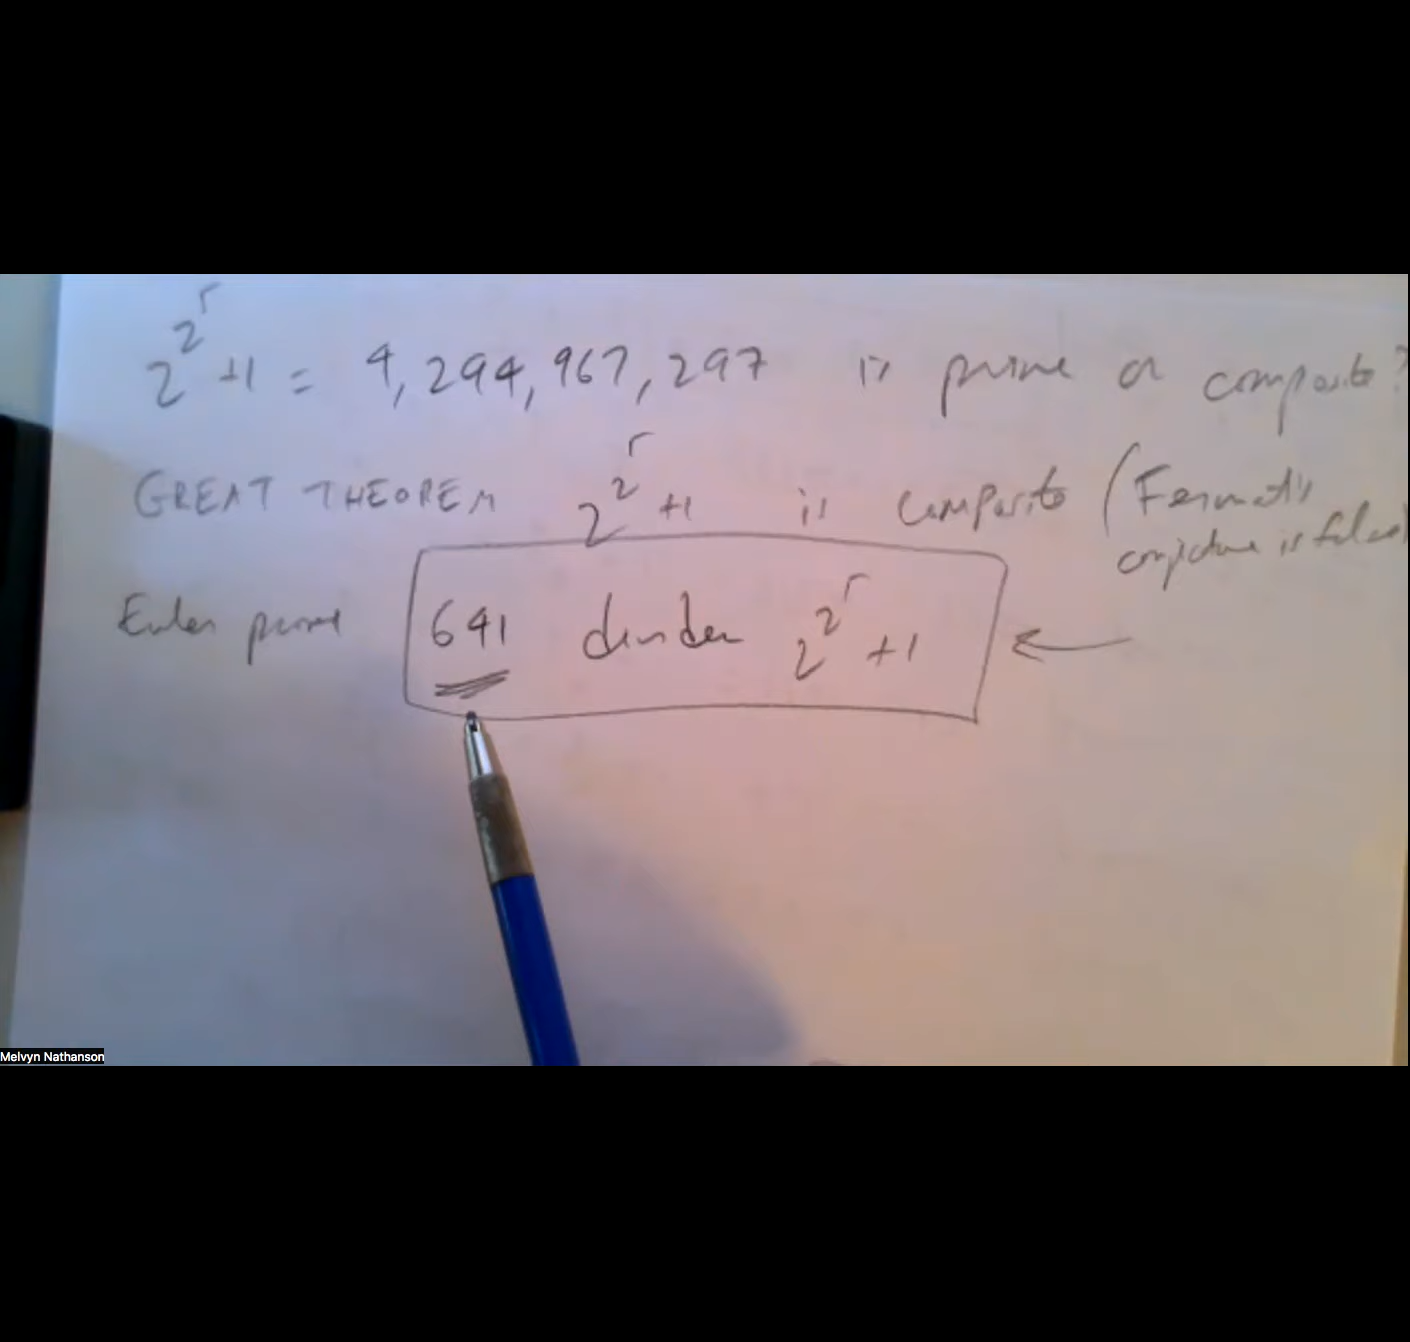 2^2^5 +1 = 4,294,967,297 is prime or composite?
GREAT THEOREM 2^2^5 +1 is composite (Fermat's
conjecture is false)
Euler proved 641 divides 2^2^5 +1 ←
Melvyn Nathanson